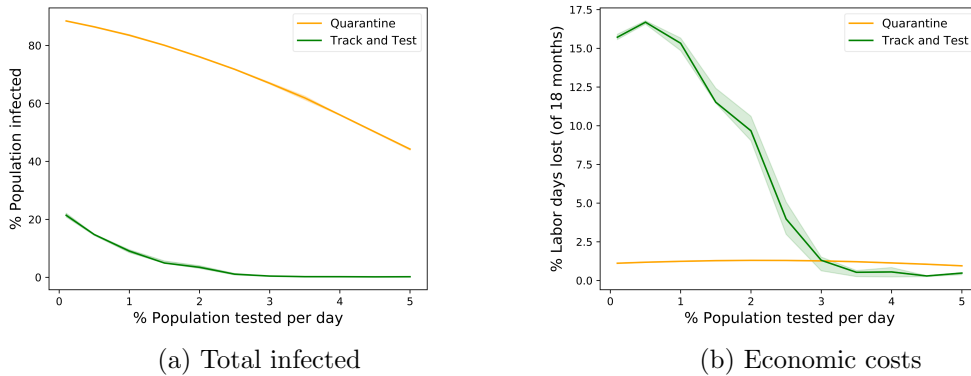 Quarantine
Track and Test
% Population infected
80
60
40
20
0
0 1 2 3 4 5
% Population tested per day
(a) Total infected
Quarantine
Track and Test
% Labor days lost (of 18 months)
17.5
15.0
12.5
10.0
7.5
5.0
2.5
0.0
0 1 2 3 4 5
% Population tested per day
(b) Economic costs